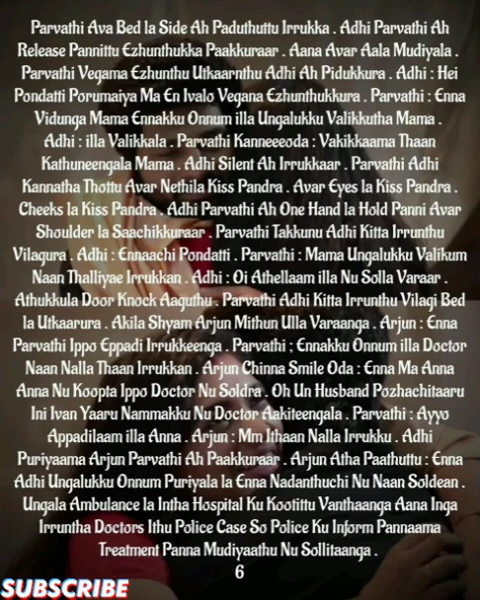 Parvathi Ava Bed la Side Ah Paduthuttu Irrukka . Adhi Parvathi Ah
Release Pannittu Ezhunthukka Paakkuraar . Aana Avar Aala Mudiyala .
Parvathi Vegama Ezhunthu Utkaarnthu Adhi Ah Pidukkura . Adhi : Hei
Pondatti Porumaiya Ma En Ivalo Vegana Ezhunthukkura . Parvathi : Enna
Vidunga Mama Ennakku Onnum illa Ungalukku Valikkutha Mama .
Adhi : illa Valikkala . Parvathi Kanneeeoda : Vakikkaama Thaan
Kathuneengala Mama . Adhi Silent Ah Irrukkaar . Parvathi Adhi
Kannatha Thottu Avar Nethila Kiss Pandra . Avar Eyes la Kiss Pandra .
Cheeks la Kiss Pandra . Adhi Parvathi Ah One Hand la Hold Panni Avar
Shoulder la Saachikkuraar . Parvathi Takkunu Adhi Kitta Irrunthu
Vilagura . Adhi : Ennaachi Pondatti . Parvathi : Mama Ungalukku Valikum
Naan Thalliyae Irrukkan . Adhi : Oi Athellaam illa Nu Solla Varaar .
Athukkula Door Knock Aaguthu . Parvathi Adhi Kitta Irrunthu Vilagi Bed
la Utkaarura . Akila Shyam Arjun Mithun Ulla Varaanga . Arjun : Enna
Parvathi Ippo Eppadi Irrukkeenga . Parvathi ; Ennakku Onnum illa Doctor
Naan Nalla Thaan Irrukkan . Arjun Chinna Smile Oda : Enna Ma Anna
Anna Nu Koopta Ippo Doctor Nu Soldra . Oh Un Husband Pozhachitaaru
Ini Ivan Yaaru Nammakku Nu Doctor Aakiteengala . Parvathi : Ayyo
Appadilaam illa Anna . Arjun : Mm Ithaan Nalla Irrukku . Adhi
Puriyaama Arjun Parvathi Ah Paakkuraar . Arjun Atha Paathuttu : Enna
Adhi Ungalukku Onnum Puriyala la Enna Nadanthuchi Nu Naan Soldean .
Ungala Ambulance la Intha Hospital Ku Kootittu Vanthaanga Aana Inga
Irruntha Doctors Ithu Police Case So Police Ku Inform Pannaama
Treatment Panna Mudiyaathu Nu Sollitaanga .
6
SUBSCRIBE